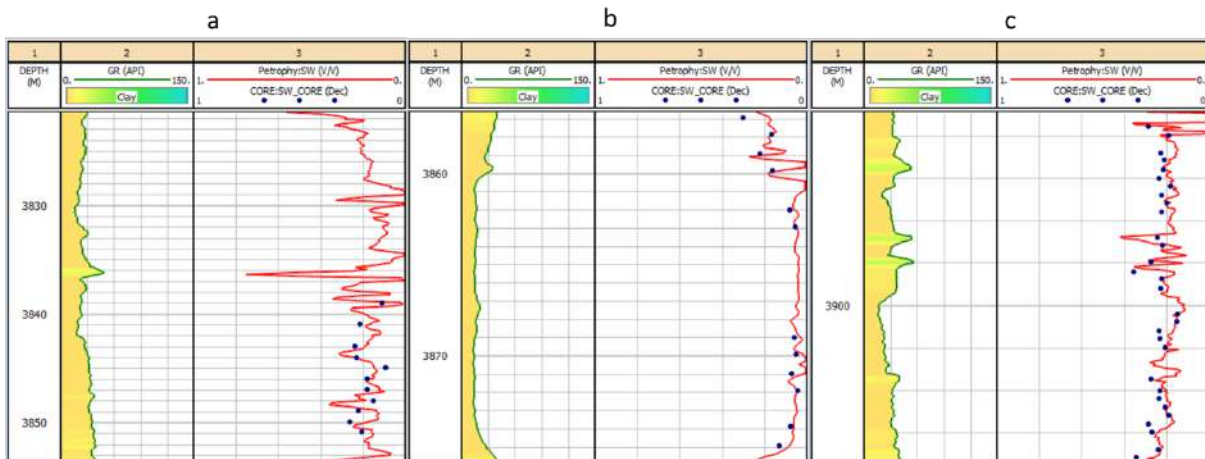 a b c
1 2 3 1 2 3 1 2 3
DEPTH (M) GR (API) Petrophy:SW (V/V) DEPTH (M) GR (API) Petrophy:SW (V/V) DEPTH (M) GR (API) Petrophy:SW (V/V)
0. 150. 1. 0. 0. 150. 1. 0. 0. 150. 1. 0.
Clay CORE:SW_CORE (Dec) Clay CORE:SW_CORE (Dec) Clay CORE:SW_CORE (Dec)
1 0 1 0 1 0
3860
3830
3900
3840
3870
3850